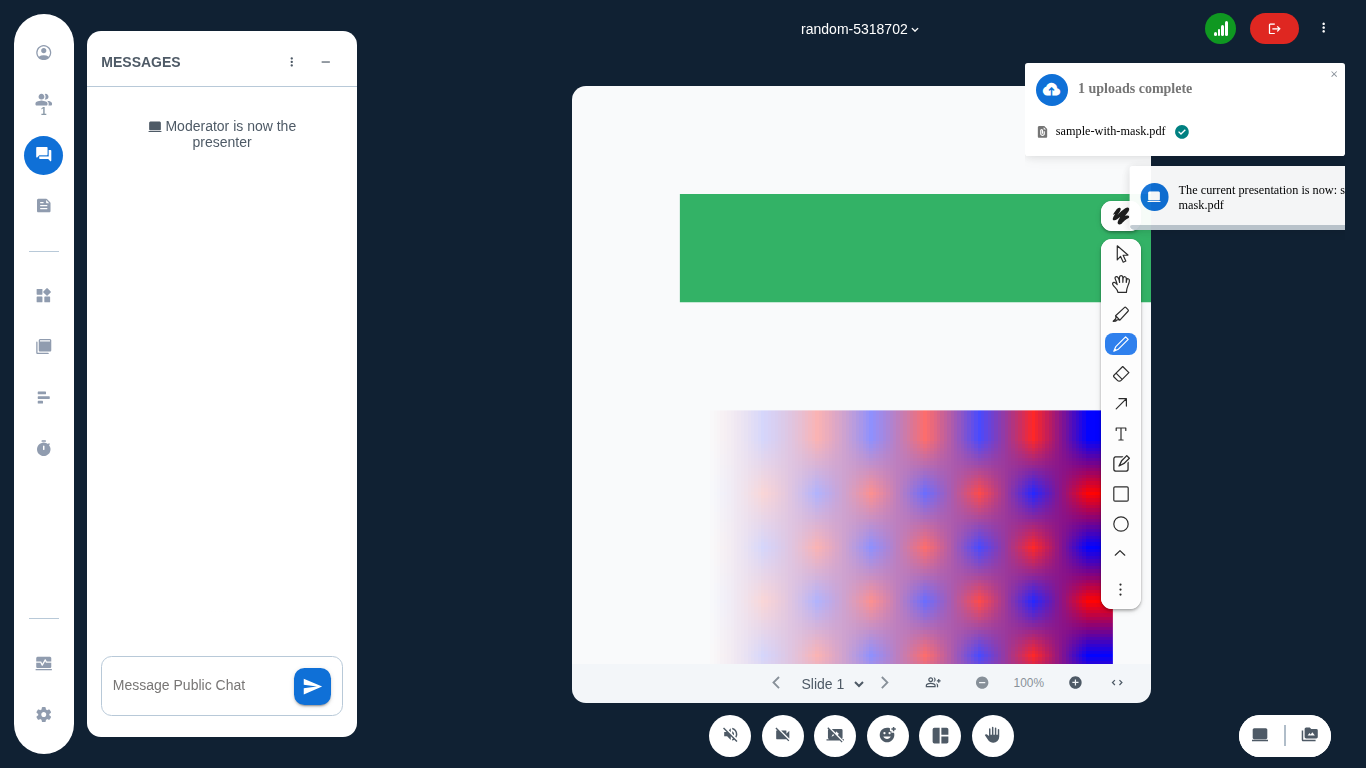 random-5318702
MESSAGES
1
Moderator is now the
presenter
1 uploads complete
sample-with-mask.pdf
The current presentation is now: s
mask.pdf
Message Public Chat
Slide 1
100%